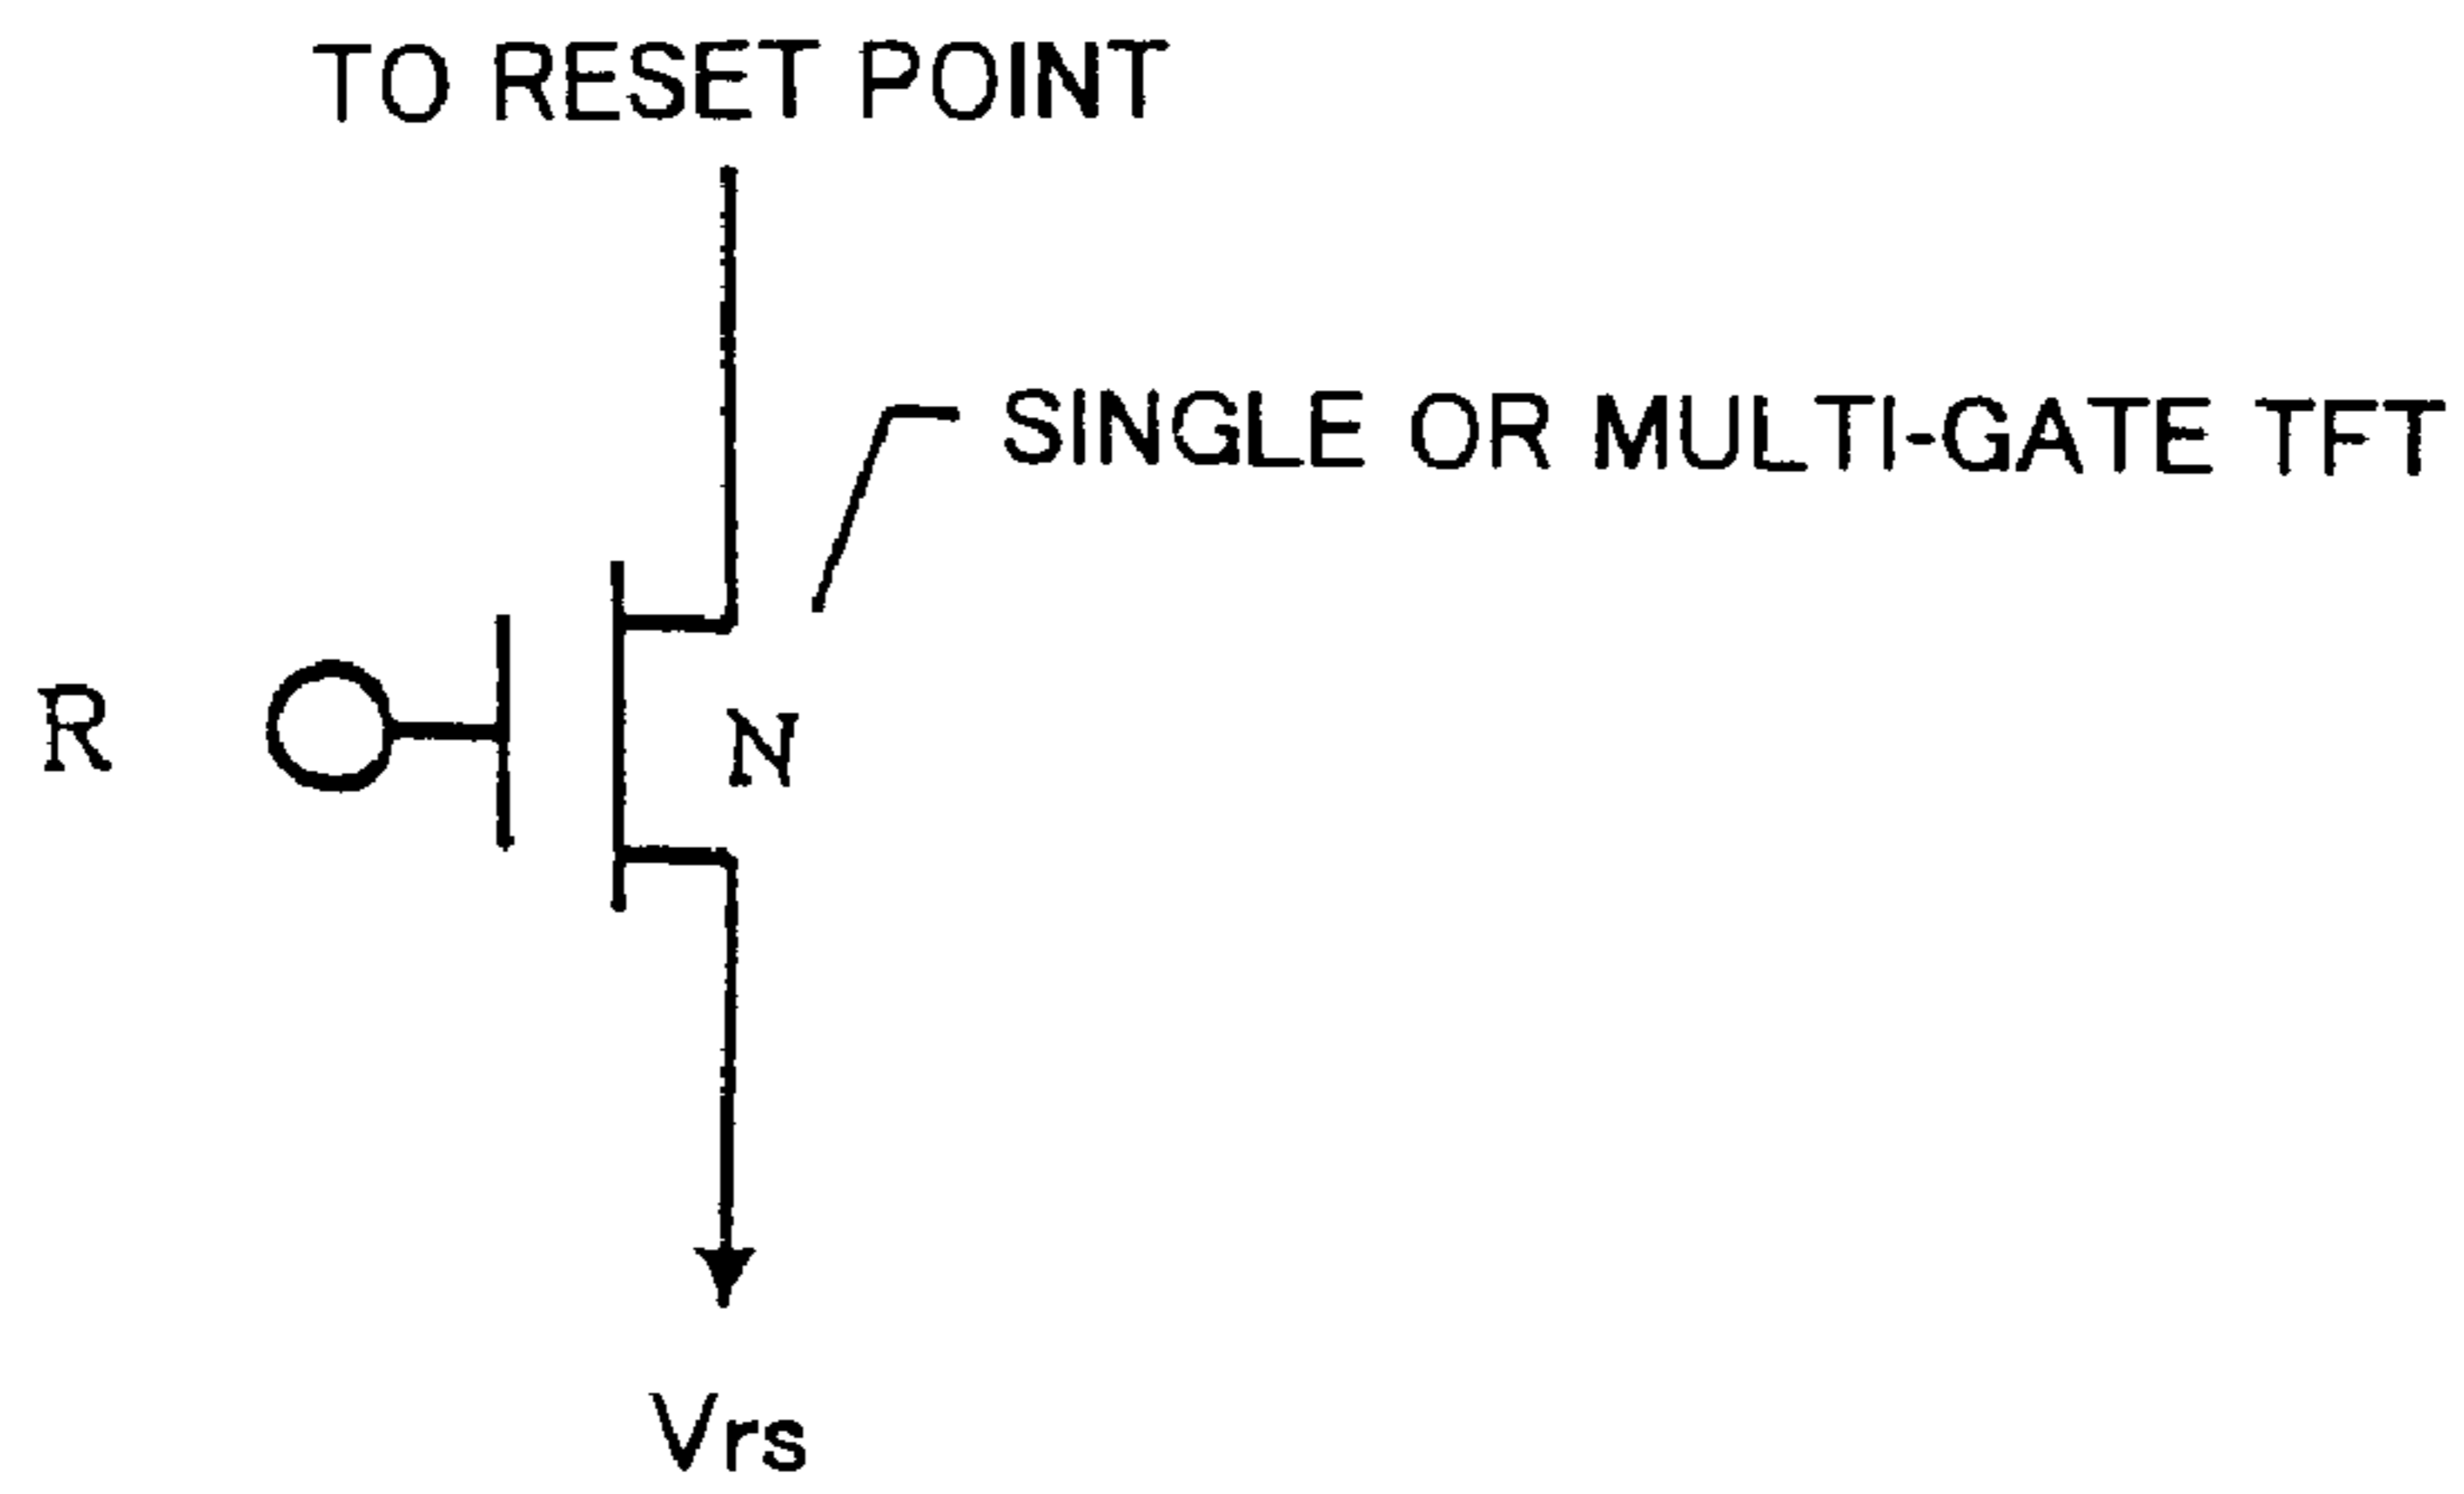 TO RESET POINT
SINGLE OR MULTI-GATE TFT
R
N
Vrs